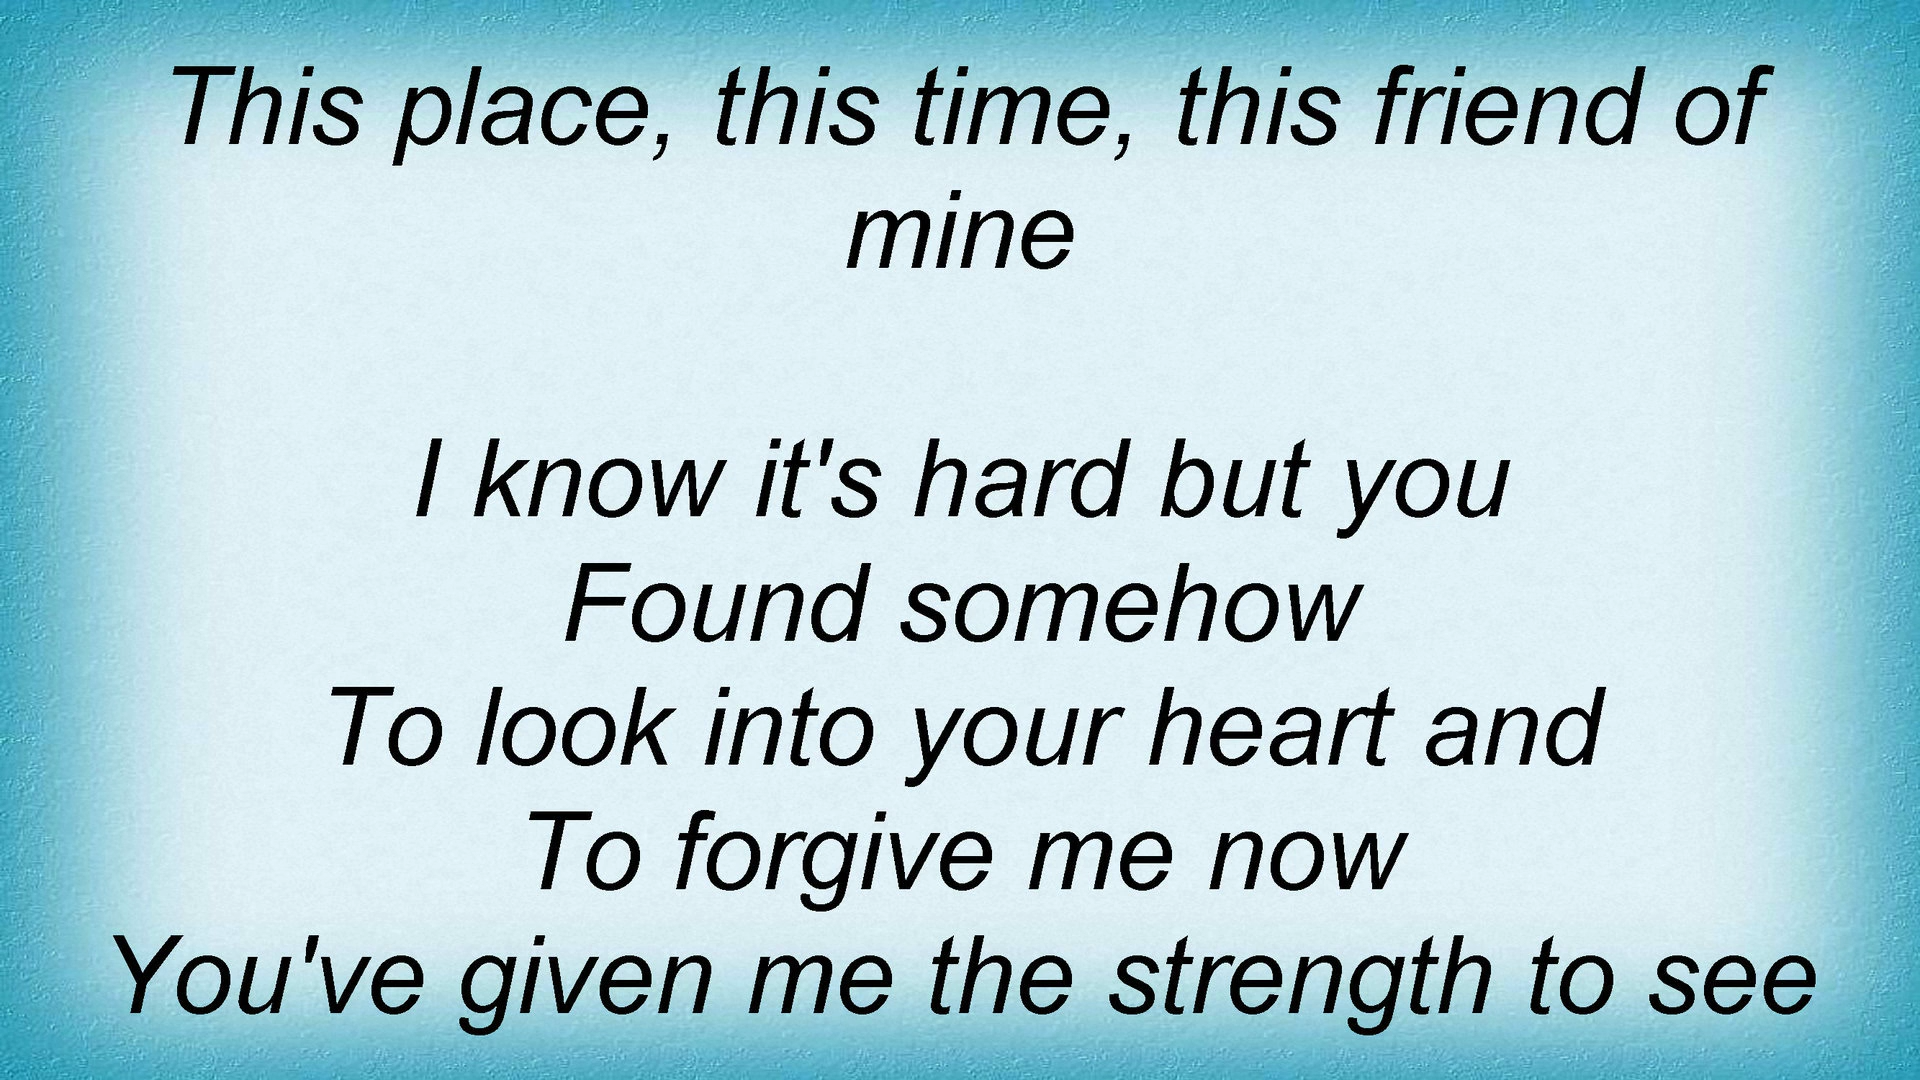 This place, this time, this friend of
mine
I know it's hard but you
Found somehow
To look into your heart and
To forgive me now
You've given me the strength to see